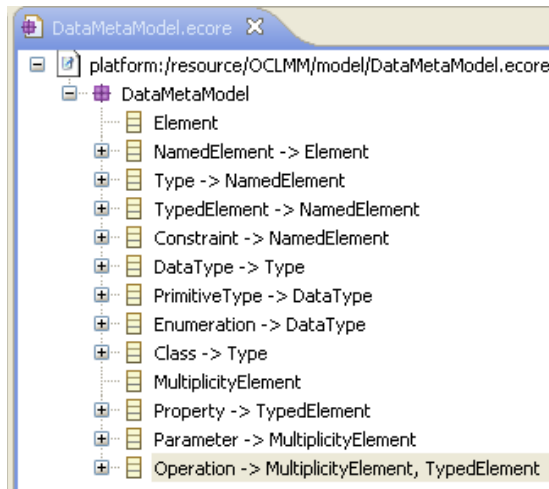 DataMetaModel.ecore
platform:/resource/OCLMM/model/DataMetaModel.ecore
DataMetaModel
Element
NamedElement -> Element
Type -> NamedElement
TypedElement -> NamedElement
Constraint -> NamedElement
DataType -> Type
PrimitiveType -> DataType
Enumeration -> DataType
Class -> Type
MultiplicityElement
Property -> TypedElement
Parameter -> MultiplicityElement
Operation -> MultiplicityElement, TypedElement